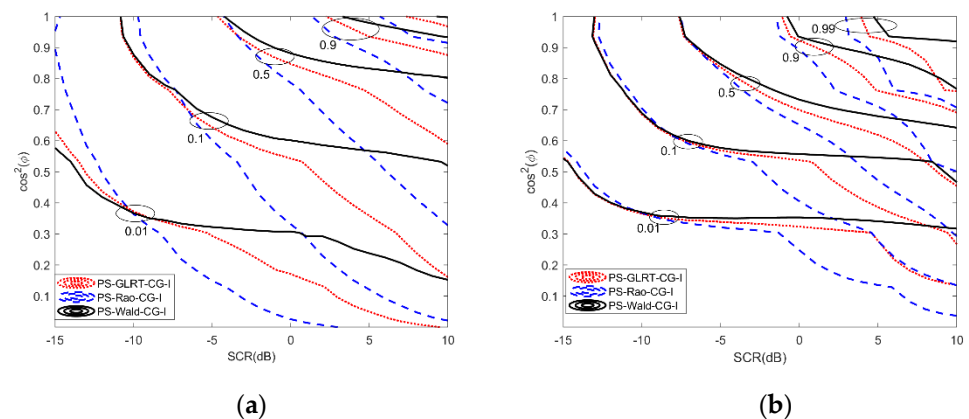 1
0.9
0.8
0.7
0.6
0.5
0.4
0.3
0.2
0.1
cos²(ϕ)
0.9
0.5
0.1
0.01
PS-GLRT-CG-I
PS-Rao-CG-I
PS-Wald-CG-I
-15 -10 -5 0 5 10
SCR(dB)
(a)
1
0.9
0.8
0.7
0.6
0.5
0.4
0.3
0.2
0.1
cos²(ϕ)
0.99
0.9
0.5
0.1
0.01
PS-GLRT-CG-I
PS-Rao-CG-I
PS-Wald-CG-I
-15 -10 -5 0 5 10
SCR(dB)
(b)